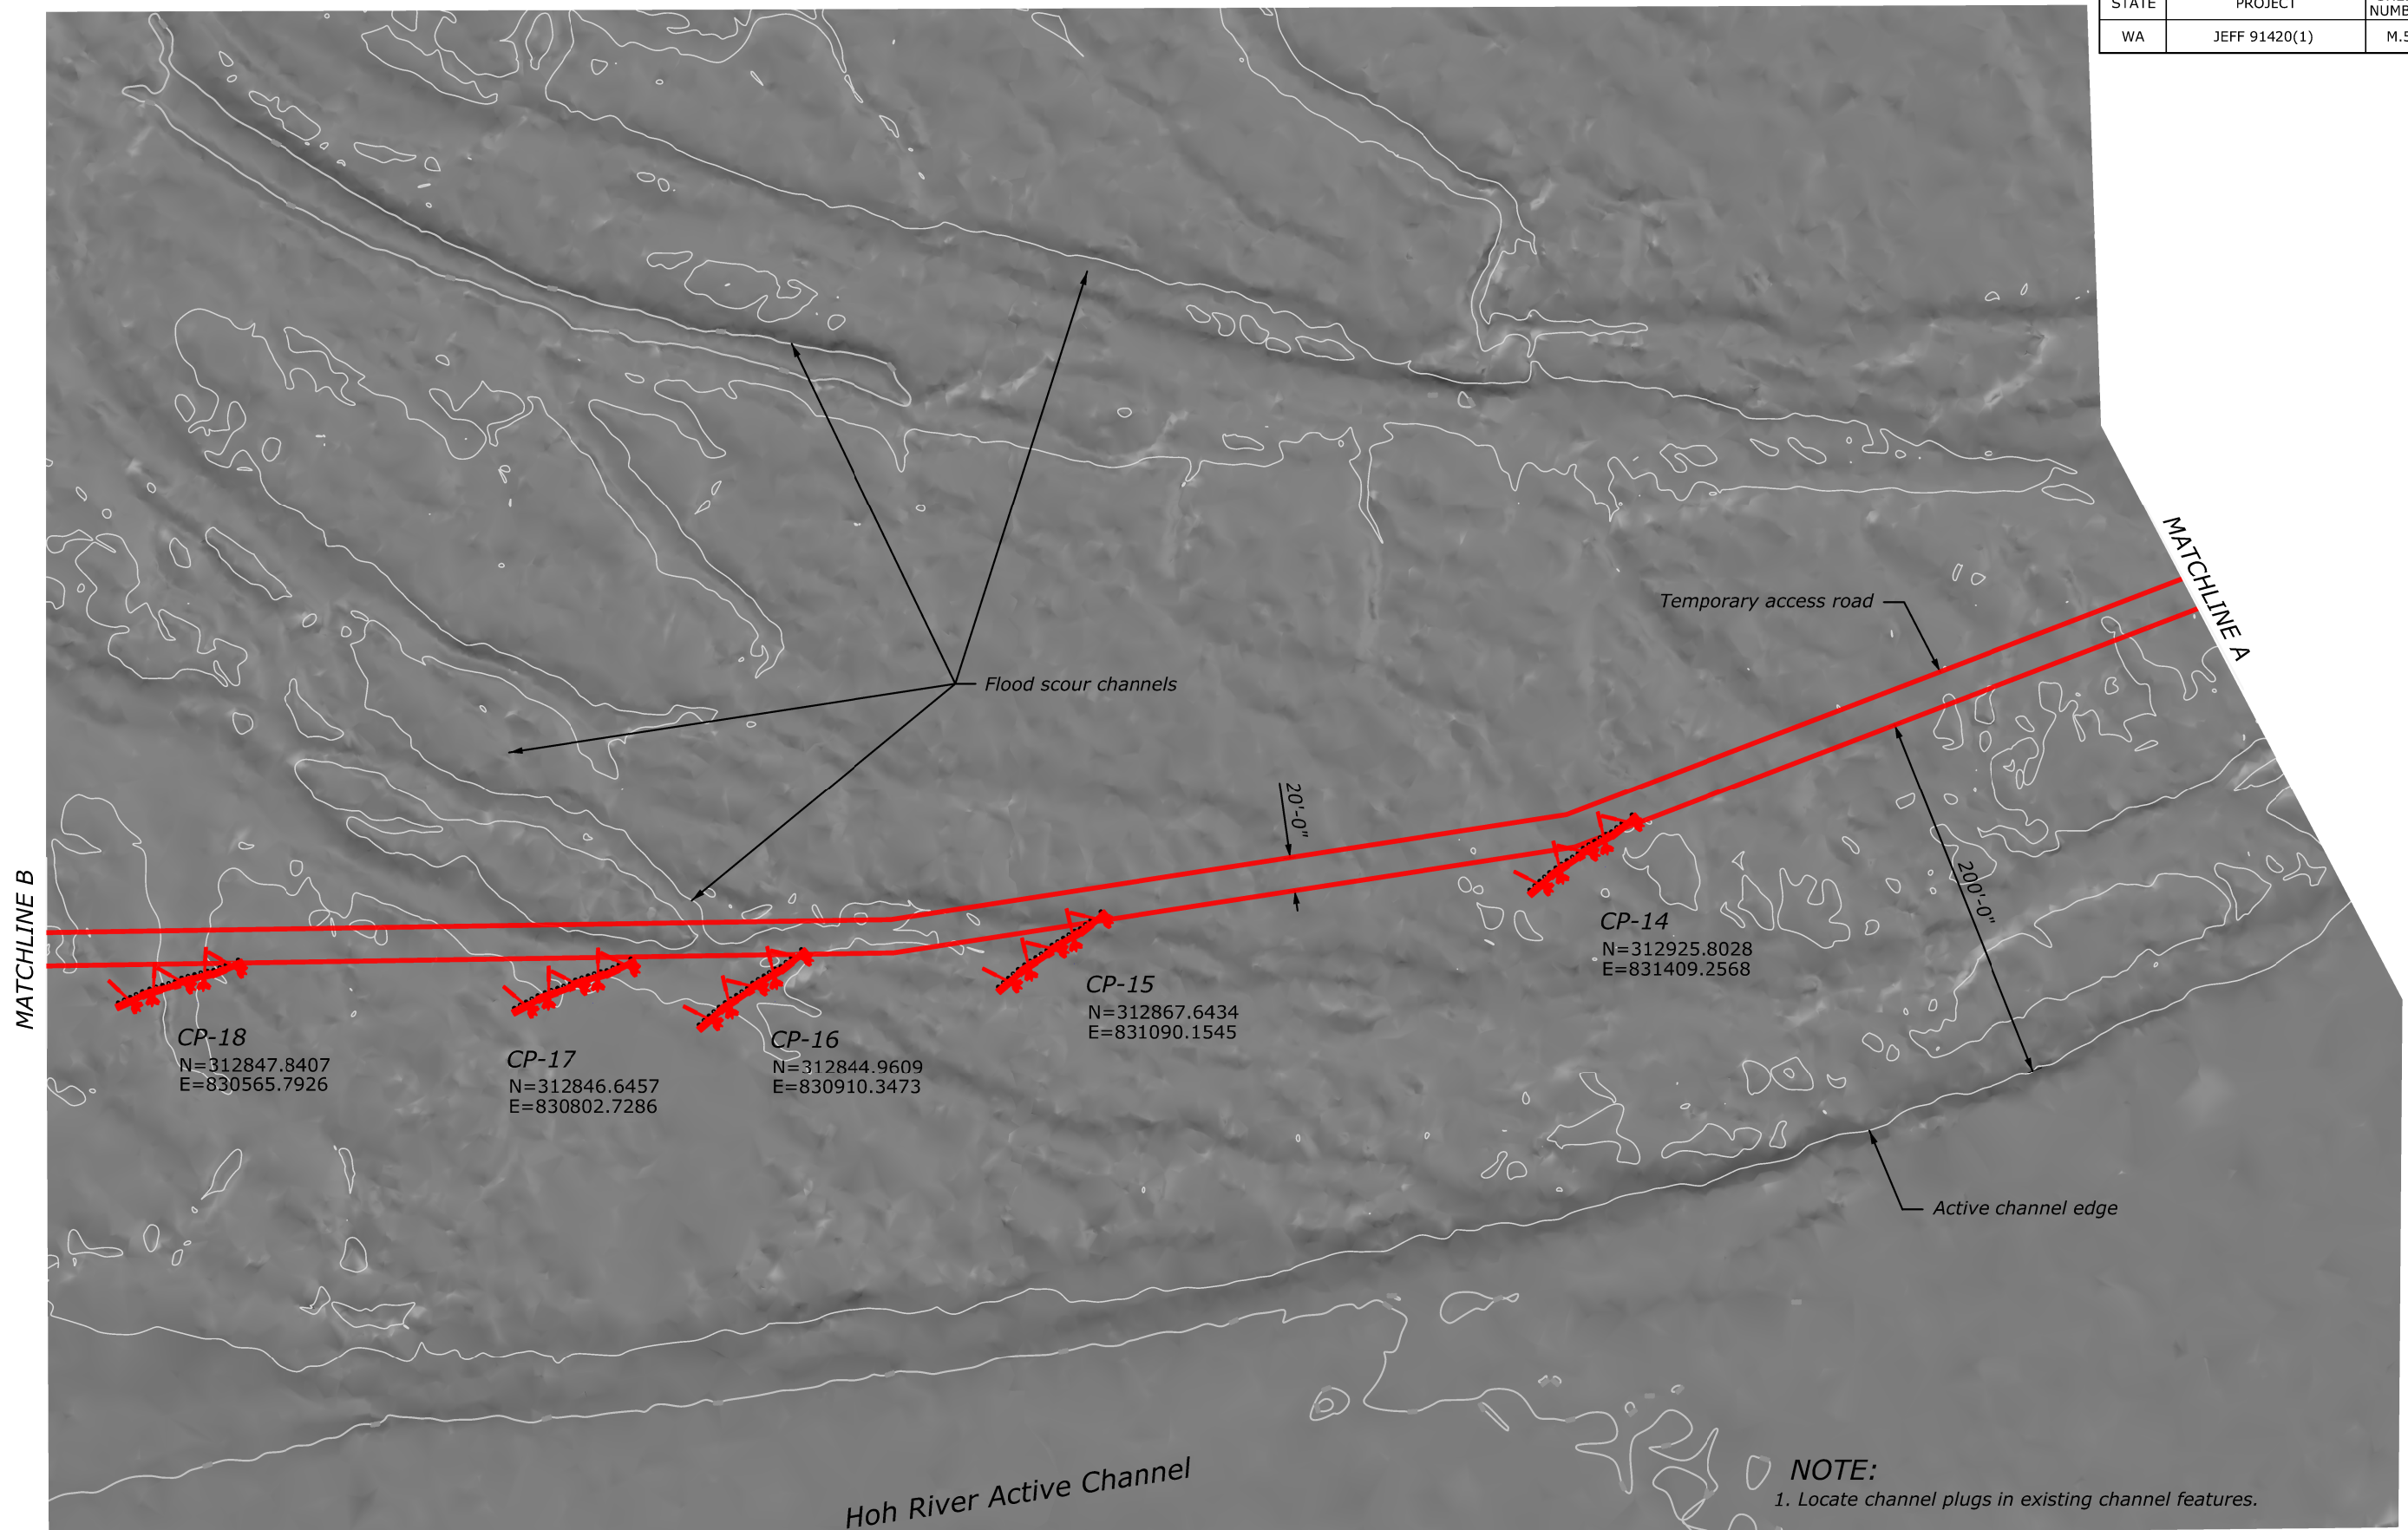 STATE PROJECT
WA JEFF 91420(1) M.5
MATCHLINE A
Temporary access road
Flood scour channels
20'-0"
200'-0"
MATCHLINE B
CP-14
N=312925.8028
E=831409.2568
CP-15
N=312867.6434
E=831090.1545
CP-16
N=312844.9609
E=830910.3473
CP-17
N=312846.6457
E=830802.7286
CP-18
N=312847.8407
E=830565.7926
Active channel edge
Hoh River Active Channel
NOTE:
1. Locate channel plugs in existing channel features.